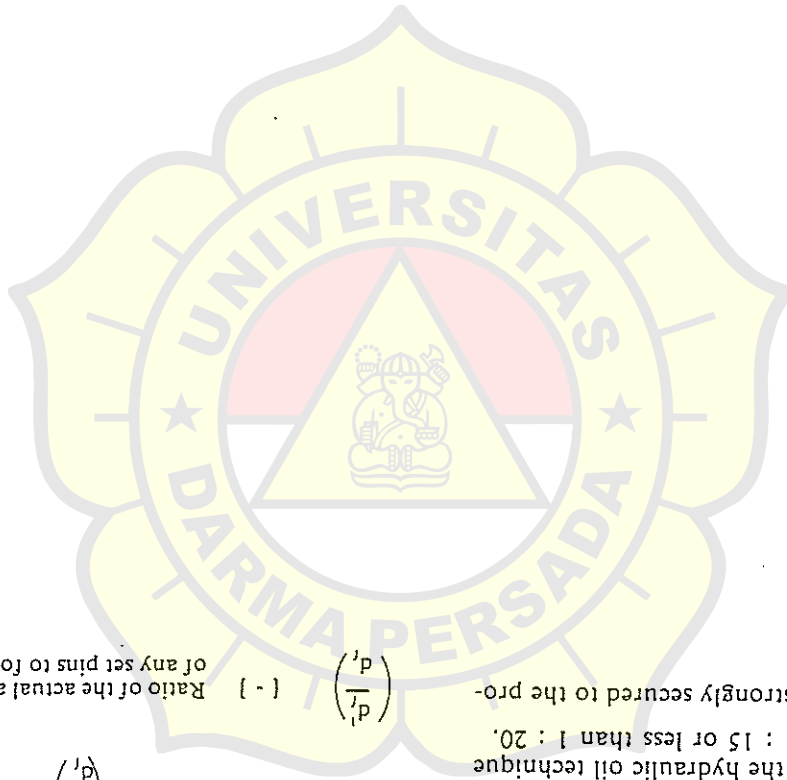 the hydraulic oil technique
: 15 or less than 1 : 20.
strongly secured to the pro-
[ - ] Ratio of the actual a
of any set pins to fo
UNIVERSITAS
DARMA PERSADA